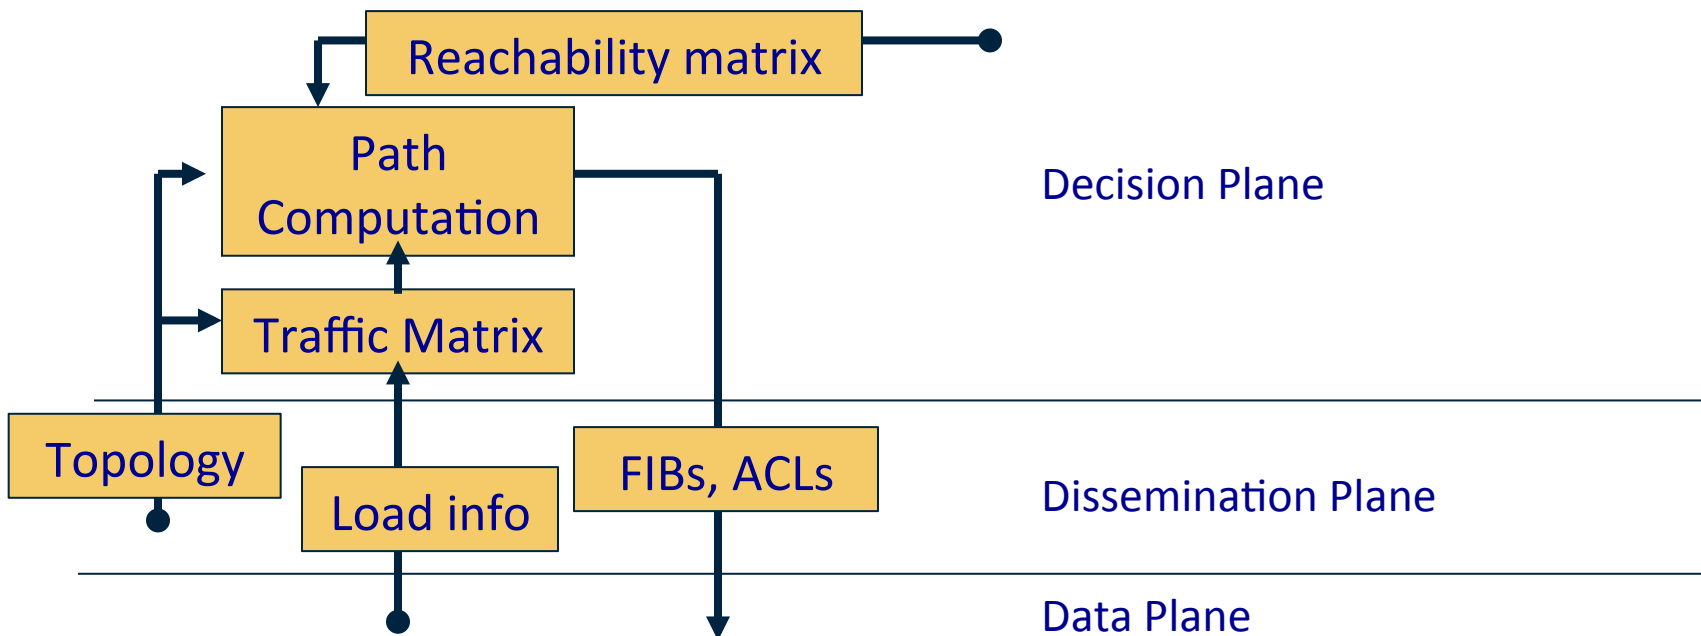 Reachability matrix
Path
Computation
Decision Plane
Traffic Matrix
Topology
Load info
FIBs, ACLs
Dissemination Plane
Data Plane